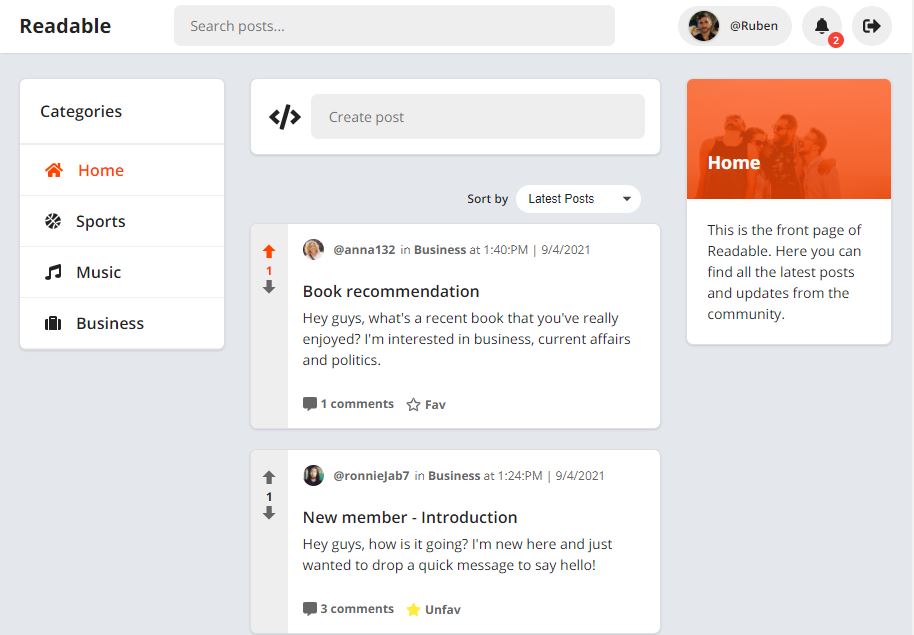 Readable
Search posts...
@Ruben
2
Categories
Home
Sports
Music
Business
Create post
Sort by Latest Posts
1
@anna132 in Business at 1:40:PM | 9/4/2021
Book recommendation
Hey guys, what's a recent book that you've really
enjoyed? I'm interested in business, current affairs
and politics.
1 comments Fav
1
@ronnieJab7 in Business at 1:24:PM | 9/4/2021
New member - Introduction
Hey guys, how is it going? I'm new here and just
wanted to drop a quick message to say hello!
3 comments Unfav
Home
This is the front page of
Readable. Here you can
find all the latest posts
and updates from the
community.